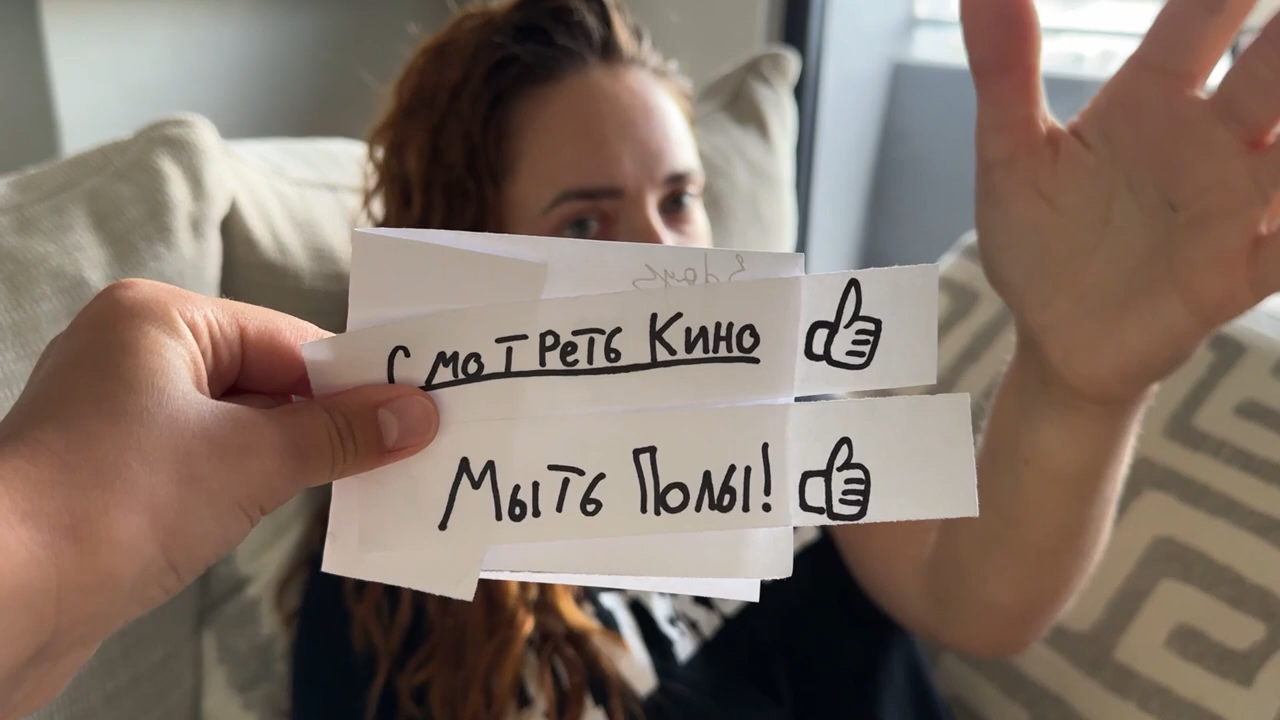 Смотреть Кино
Мыть Полы!